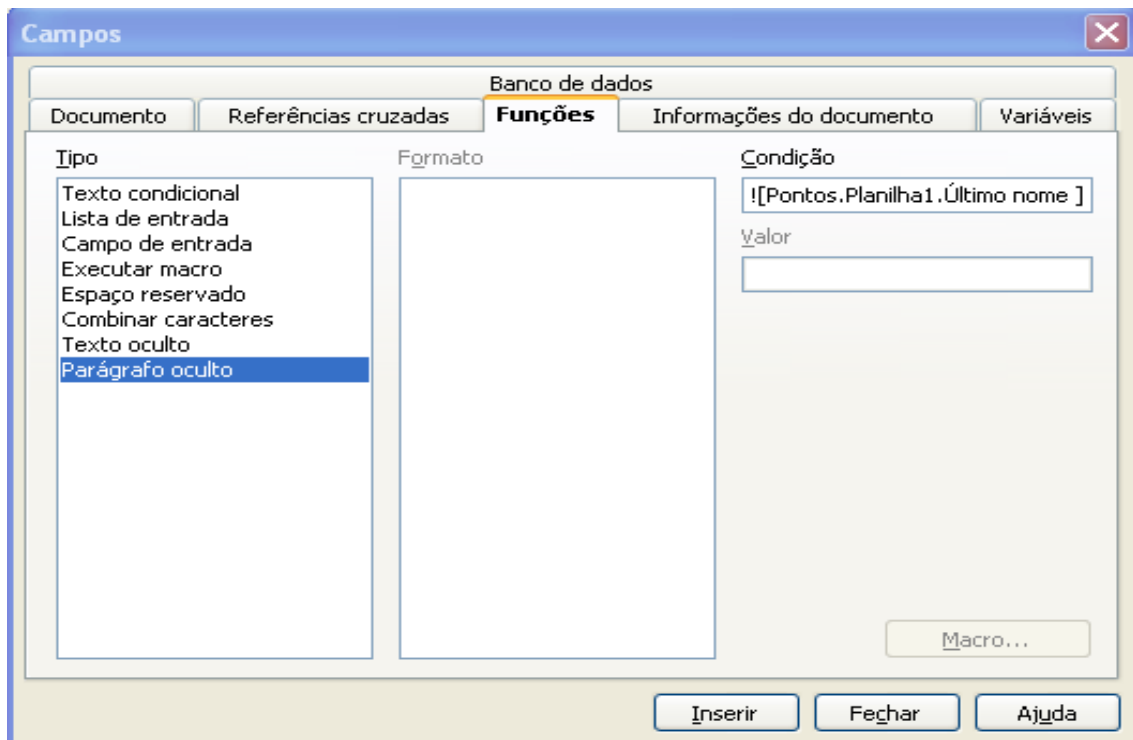 Campos
Banco de dados
Documento Referências cruzadas Funções Informações do documento Variáveis
Tipo Formato Condição
Texto condicional
Lista de entrada
Campo de entrada
Executar macro
Espaço reservado
Combinar caracteres
Texto oculto
Parágrafo oculto
![Pontos.Planilha1.Último nome ]
Valor
Macro...
Inserir Fechar Ajuda